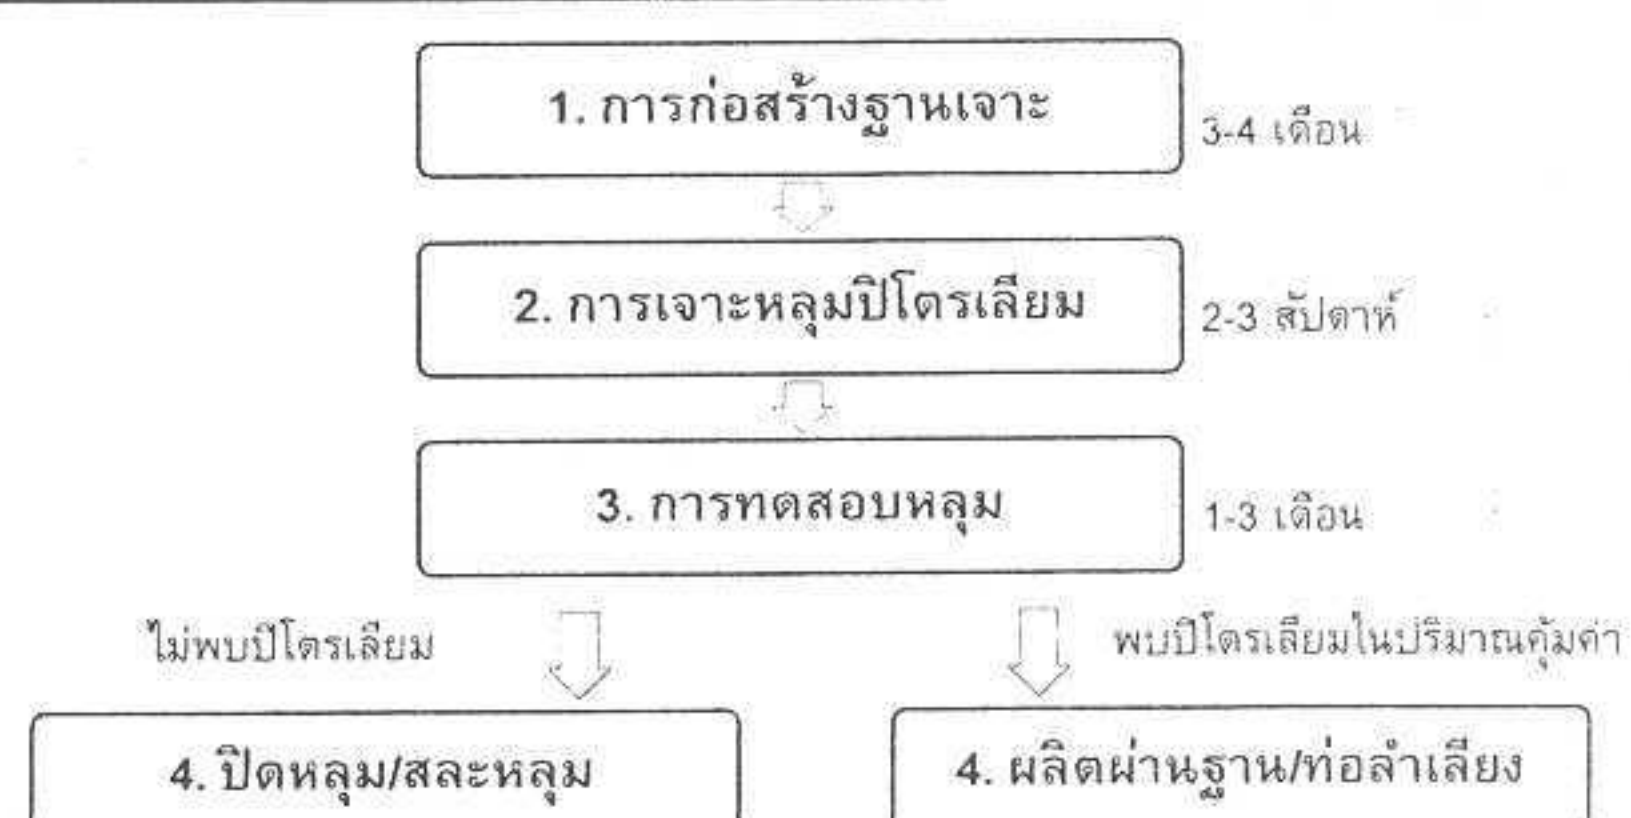 1. การก่อสร้างฐานเจาะ
3-4 เดือน
2. การเจาะหลุมปิโตรเลียม
2-3 สัปดาห์
3. การทดสอบหลุม
1-3 เดือน
ไม่พบปิโตรเลียม
พบปิโตรเลียมในปริมาณคุ้มค่า
4. ปิดหลุม/สละหลุม
4. ผลิตผ่านฐาน/ท่อลำเลียง